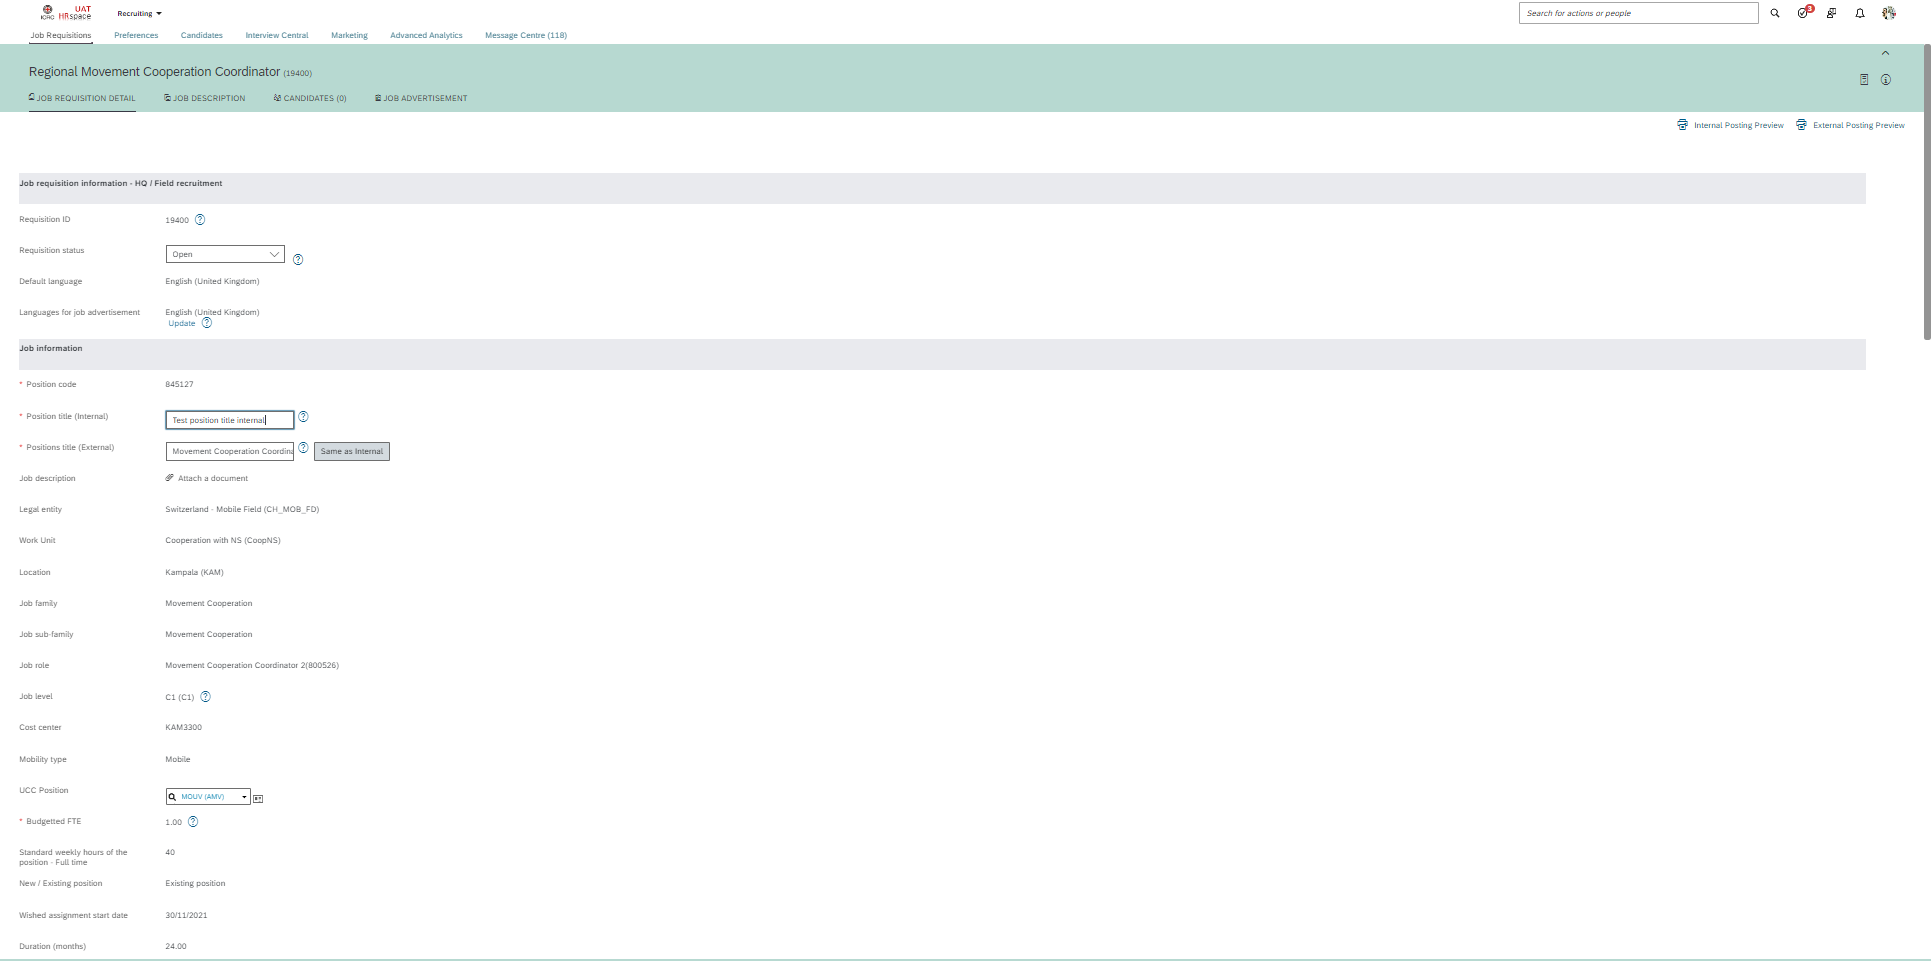 ICRC UAT HRspace Recruiting Search for actions or people 3
Job Requisitions Preferences Candidates Interview Central Marketing Advanced Analytics Message Centre (118)
Regional Movement Cooperation Coordinator (19400)
JOB REQUISITION DETAIL JOB DESCRIPTION CANDIDATES (0) JOB ADVERTISEMENT
Internal Posting Preview External Posting Preview
Job requisition information - HQ / Field recruitment
Requisition ID 19400
Requisition status Open
Default language English (United Kingdom)
Languages for job advertisement English (United Kingdom)
Update
Job information
* Position code 845127
* Position title (Internal) Test position title internal
* Positions title (External) Movement Cooperation Coordina Same as Internal
Job description Attach a document
Legal entity Switzerland - Mobile Field (CH_MOB_FD)
Work Unit Cooperation with NS (CoopNS)
Location Kampala (KAM)
Job family Movement Cooperation
Job sub-family Movement Cooperation
Job role Movement Cooperation Coordinator 2(800526)
Job level C1 (C1)
Cost center KAM3300
Mobility type Mobile
UCC Position MOUV (AMV)
* Budgetted FTE 1.00
Standard weekly hours of the position - Full time 40
New / Existing position Existing position
Wished assignment start date 30/11/2021
Duration (months) 24.00